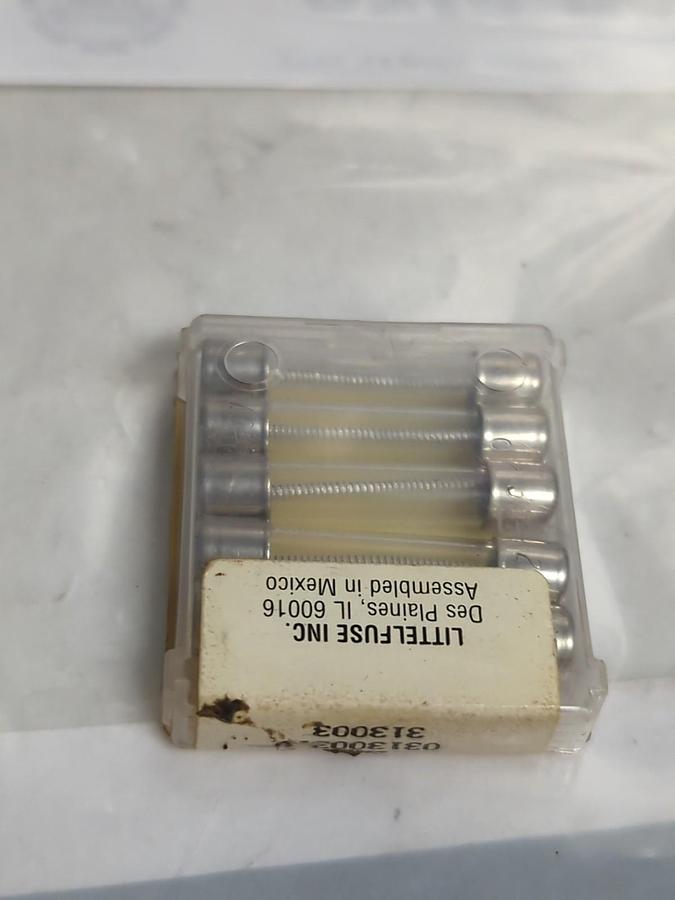 LITTELFUSE INC.
Des Plaines, IL 60016
Assembled in Mexico
313003